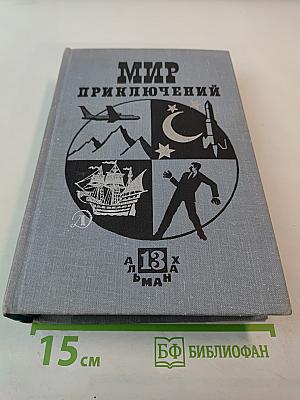 МИР
ПРИКЛЮЧЕНИЙ
Д
АЛЬМАНАХ
13
15 см
БФ БИБЛИОФАН